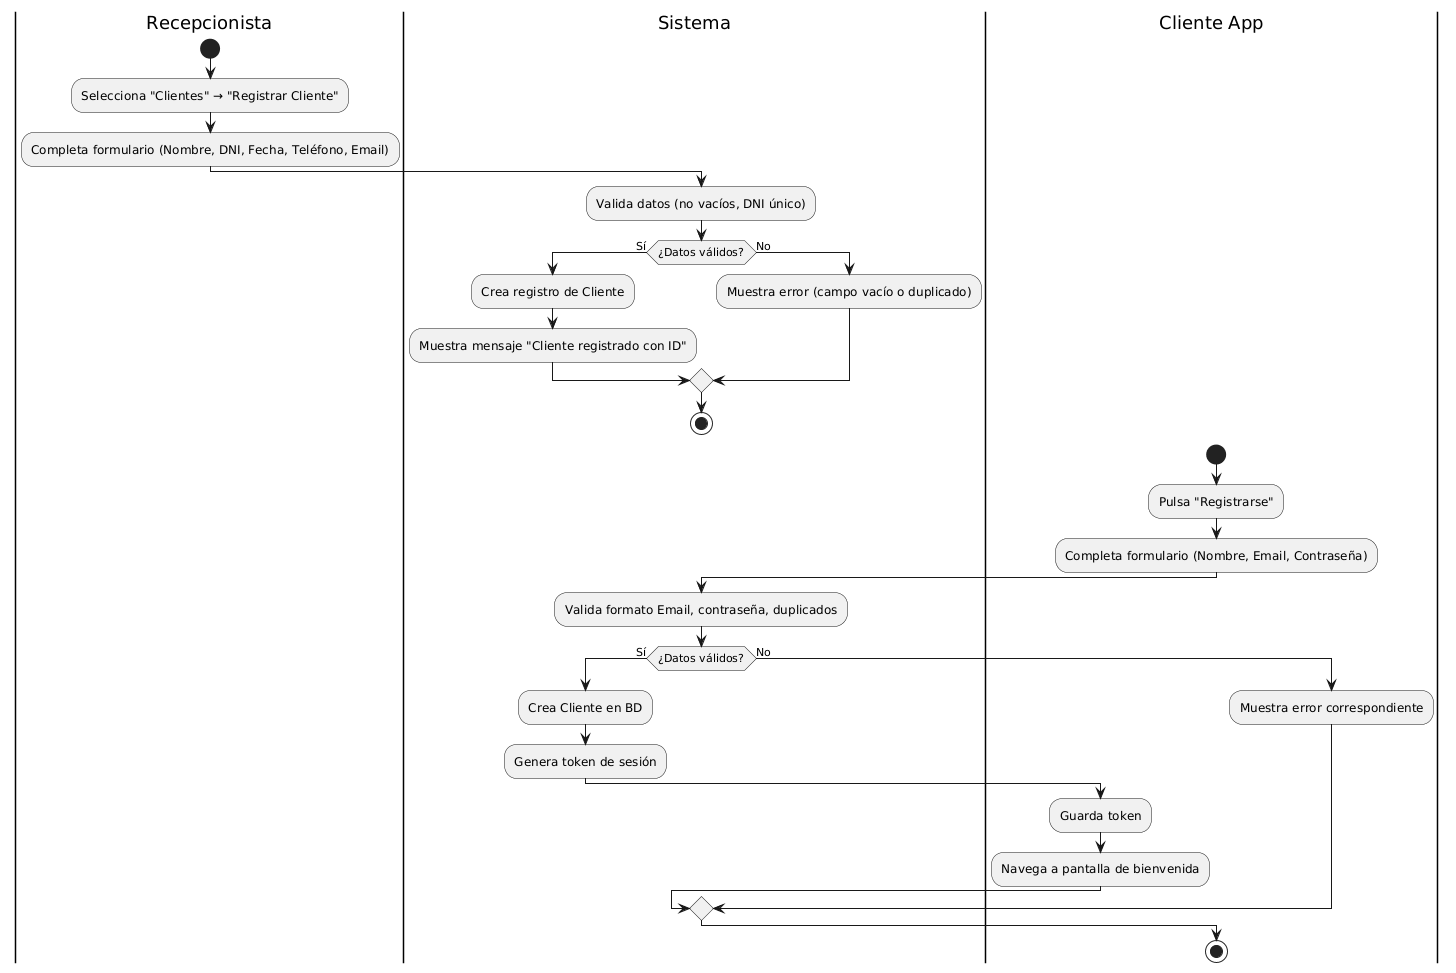 Recepcionista
Sistema
Cliente App
Selecciona "Clientes" → "Registrar Cliente"
Completa formulario (Nombre, DNI, Fecha, Teléfono, Email)
Valida datos (no vacíos, DNI único)
Sí
¿Datos válidos?
No
Crea registro de Cliente
Muestra error (campo vacío o duplicado)
Muestra mensaje "Cliente registrado con ID"
Pulsa "Registrarse"
Completa formulario (Nombre, Email, Contraseña)
Valida formato Email, contraseña, duplicados
Sí
¿Datos válidos?
No
Crea Cliente en BD
Muestra error correspondiente
Genera token de sesión
Guarda token
Navega a pantalla de bienvenida